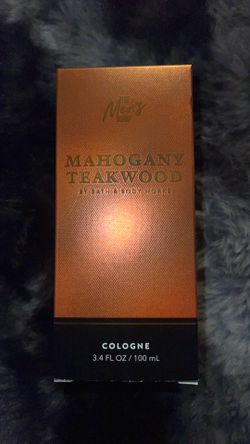 Men's
MAHOGANY
TEAKWOOD
BY BATH & BODY WORKS
COLOGNE
3.4 FL OZ / 100 mL